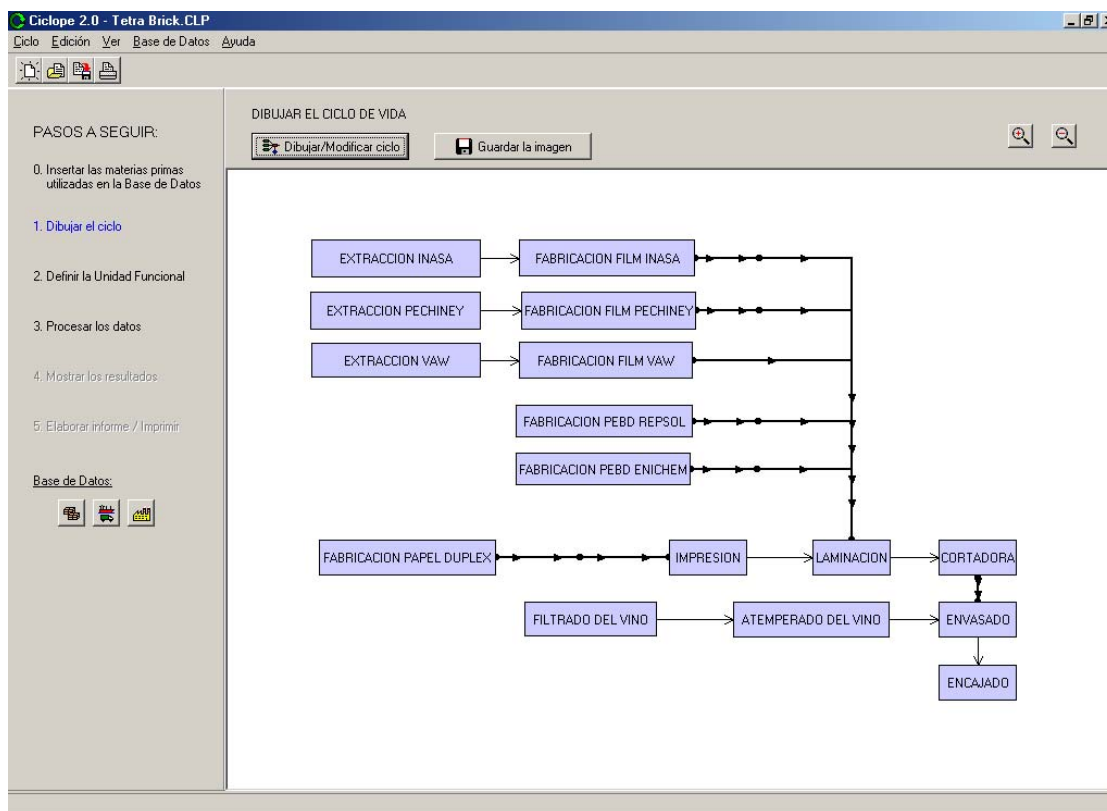 Ciclope 2.0 - Tetra Brick.CLP
Ciclo Edición Ver Base de Datos Ayuda
PASOS A SEGUIR:
0. Insertar las materias primas
utilizadas en la Base de Datos
1. Dibujar el ciclo
2. Definir la Unidad Funcional
3. Procesar los datos
4. Mostrar los resultados
5. Elaborar informe / Imprimir
Base de Datos:
DIBUJAR EL CICLO DE VIDA
Dibujar/Modificar ciclo Guardar la imagen
EXTRACCION INASA FABRICACION FILM INASA
EXTRACCION PECHINEY FABRICACION FILM PECHINEY
EXTRACCION VAW FABRICACION FILM VAW
FABRICACION PEBD REPSOL
FABRICACION PEBD ENICHEM
FABRICACION PAPEL DUPLEX IMPRESION LAMINACION CORTADORA
FILTRADO DEL VINO ATEMPERADO DEL VINO ENVASADO
ENCAJADO